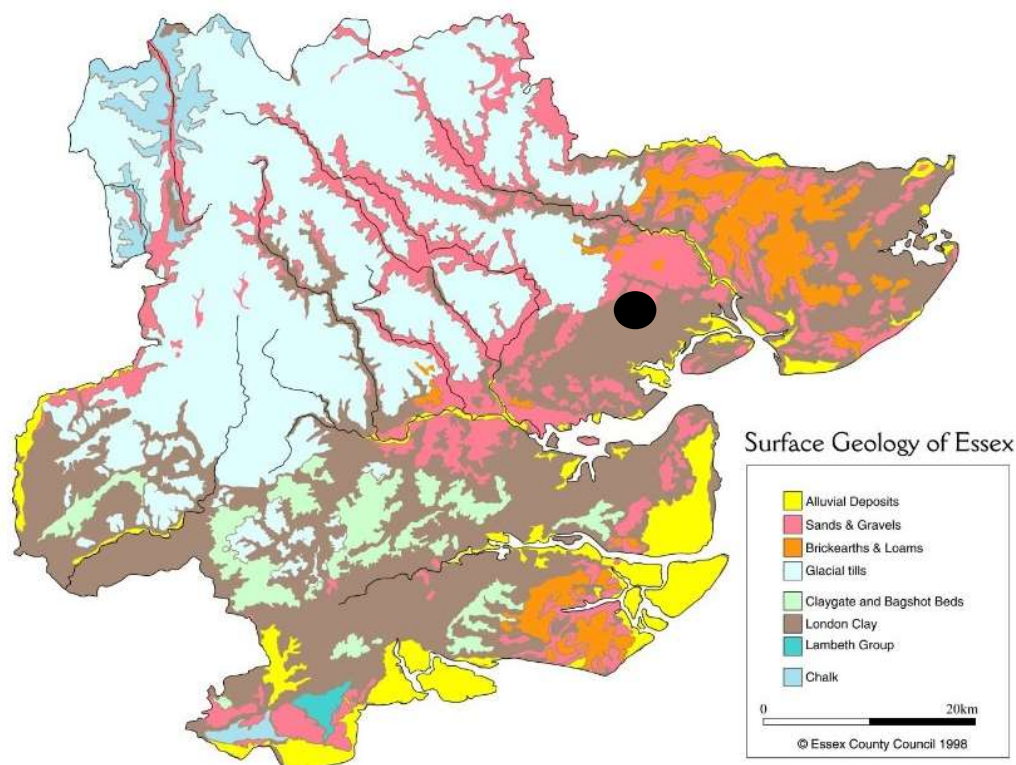 Surface Geology of Essex
Alluvial Deposits
Sands & Gravels
Brickearths & Loams
Glacial tills
Claygate and Bagshot Beds
London Clay
Lambeth Group
Chalk
0 20km
© Essex County Council 1998